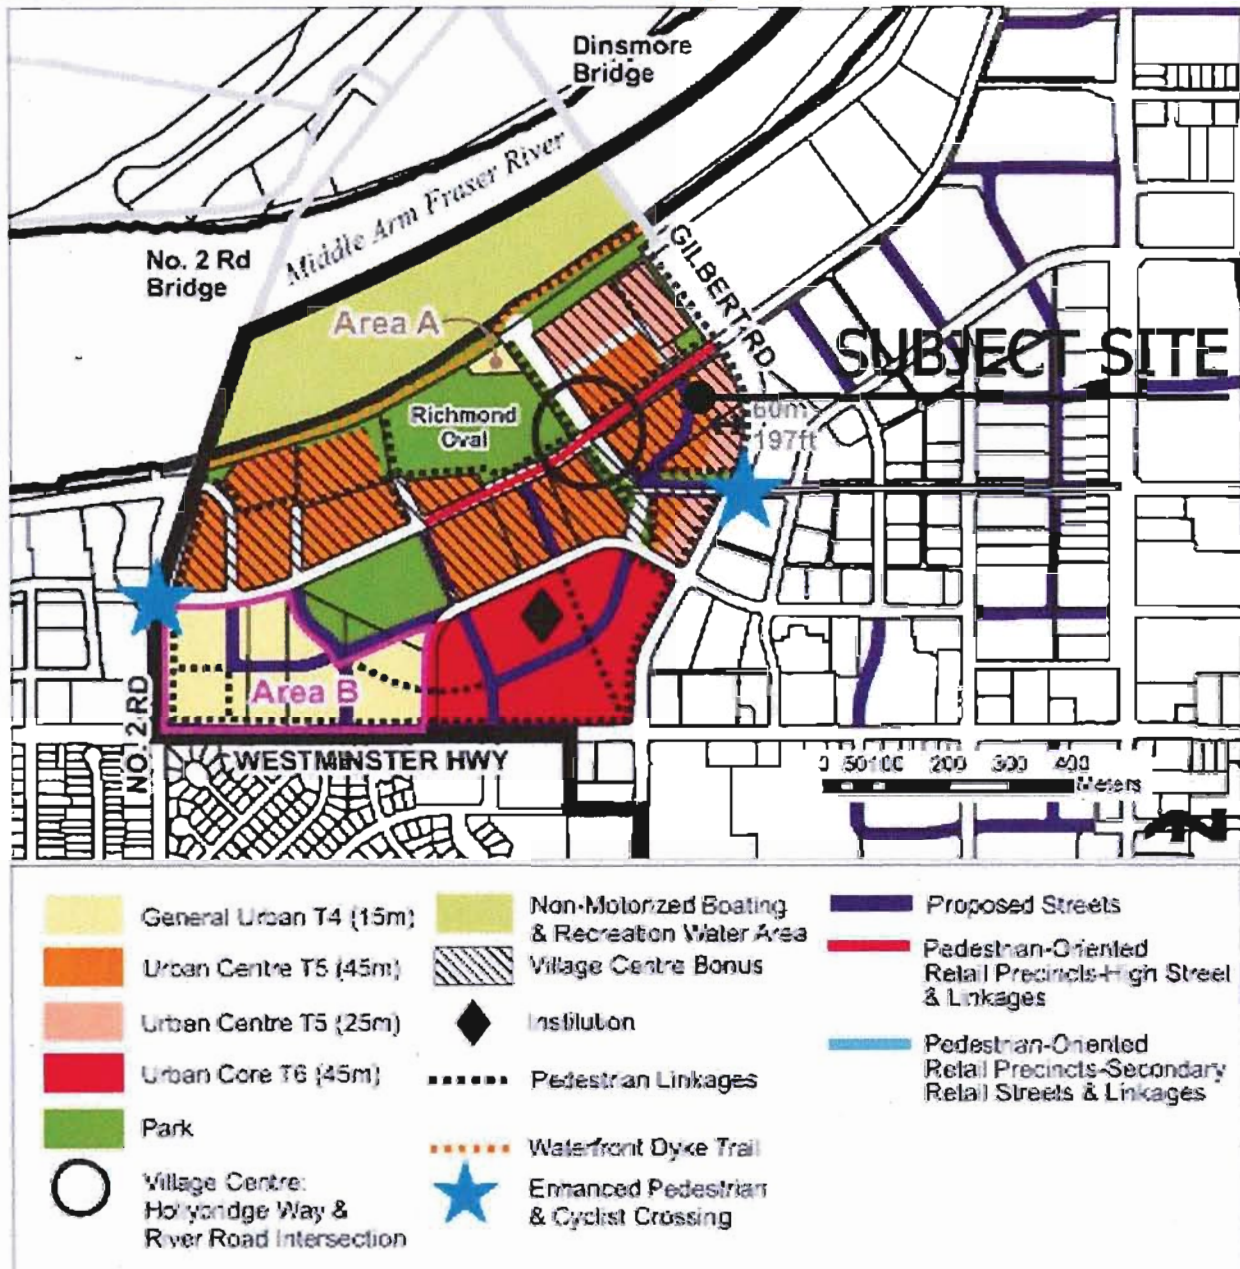 Dinsmore
Bridge
Middle Arm Fraser River
No. 2 Rd
Bridge
GILBERT RD
Area A
SUBJECT SITE
Richmond
Oval
60m
197ft
Area B
NO. 2 RD
WESTMINSTER HWY
0 50 100 200 300 400
Meters
General Urban T4 (15m)
Urban Centre T5 (45m)
Urban Centre T5 (25m)
Urban Core T6 (45m)
Park
Village Centre:
Hollybridge Way &
River Road Intersection
Non-Motorized Boating
& Recreation Water Area
Village Centre Bonus
Institution
Pedestrian Linkages
Waterfront Dyke Trail
Enhanced Pedestrian
& Cyclist Crossing
Proposed Streets
Pedestrian-Oriented
Retail Precincts-High Street
& Linkages
Pedestrian-Oriented
Retail Precincts-Secondary
Retail Streets & Linkages